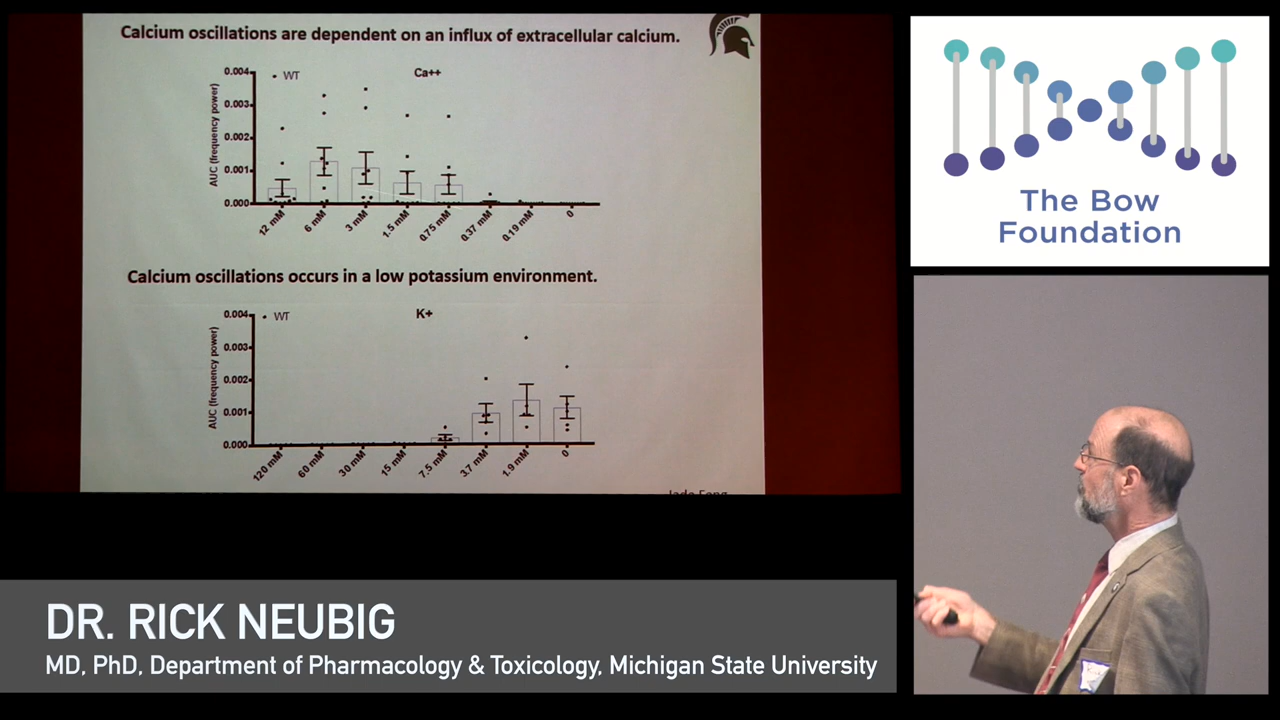 Calcium oscillations are dependent on an influx of extracellular calcium.
WT
Ca++
AUC (frequency power)
0.004
0.003
0.002
0.001
0.000
12 mM
6 mM
3 mM
1.5 mM
0.75 mM
0.37 mM
0.19 mM
0
Calcium oscillations occurs in a low potassium environment.
WT
K+
AUC (frequency power)
0.004
0.003
0.002
0.001
0.000
120 mM
60 mM
30 mM
15 mM
7.5 mM
3.7 mM
1.9 mM
0
The Bow
Foundation
DR. RICK NEUBIG
MD, PhD, Department of Pharmacology & Toxicology, Michigan State University